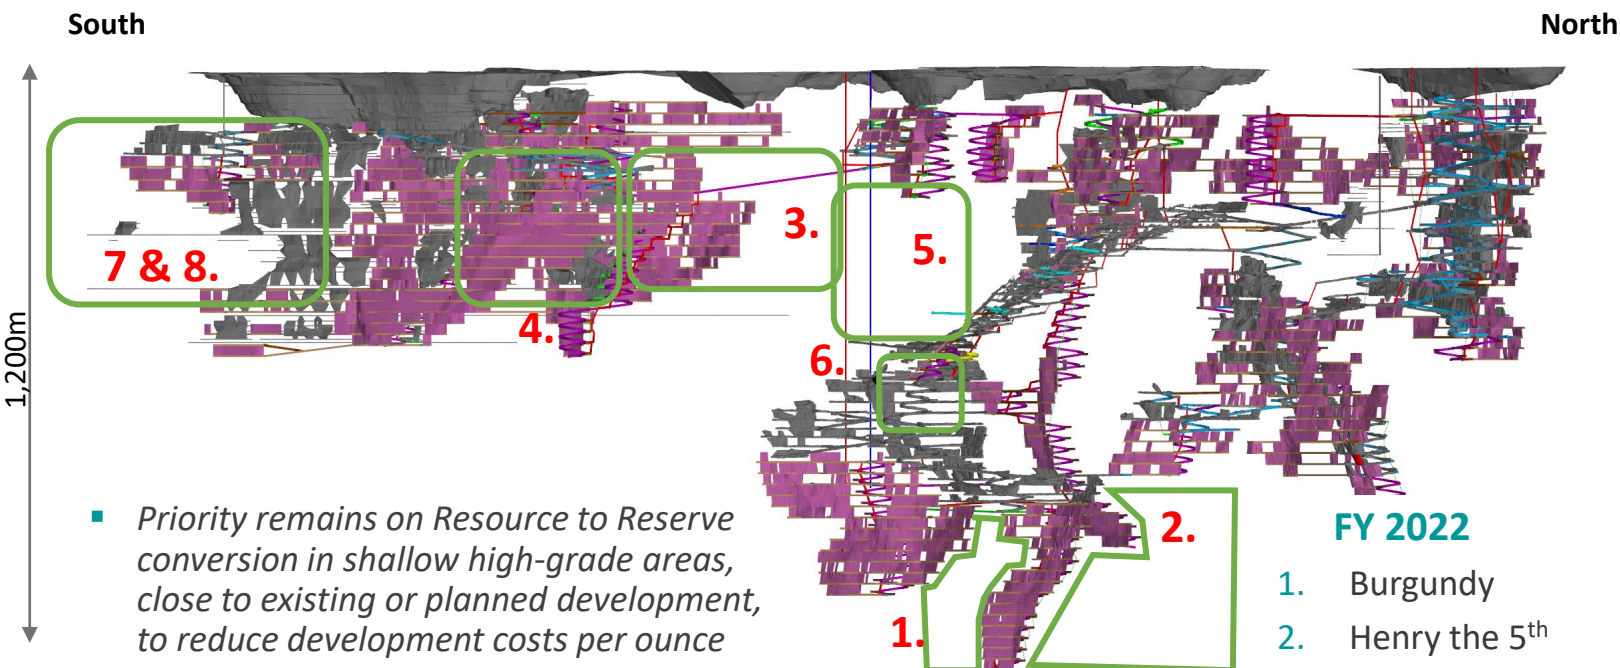 South
North
1,200m
7 & 8.
4.
3.
5.
6.
1.
2.
▪ Priority remains on Resource to Reserve
conversion in shallow high-grade areas,
close to existing or planned development,
to reduce development costs per ounce
FY 2022
1. Burgundy
2. Henry the 5th